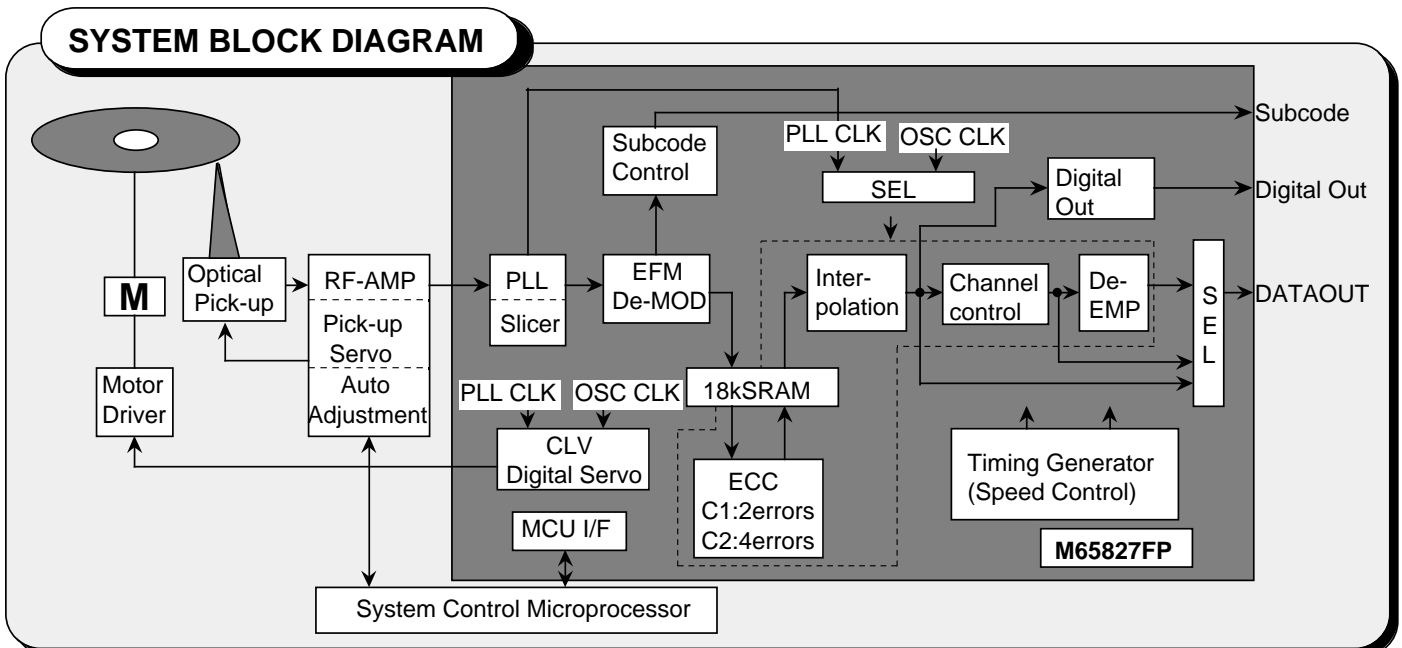 SYSTEM BLOCK DIAGRAM
Subcode
PLL CLK
OSC CLK
Subcode
Control
SEL
Digital
Out
Digital Out
Optical
Pick-up
RF-AMP
Pick-up
Servo
Auto
Adjustment
PLL
Slicer
EFM
De-MOD
Inter-
polation
Channel
control
De-
EMP
S
E
L
DATAOUT
M
Motor
Driver
PLL CLK
OSC CLK
18kSRAM
CLV
Digital Servo
ECC
C1:2errors
C2:4errors
Timing Generator
(Speed Control)
MCU I/F
M65827FP
System Control Microprocessor